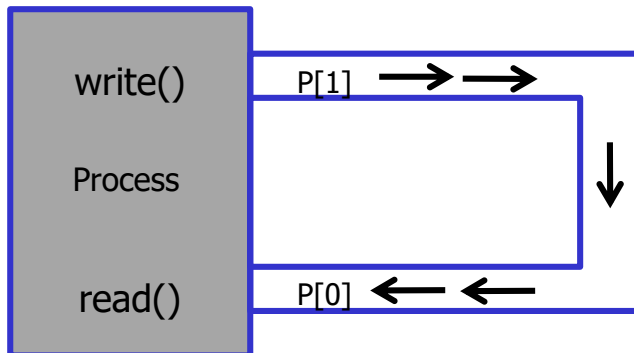 write()
P[1]
Process
read()
P[0]